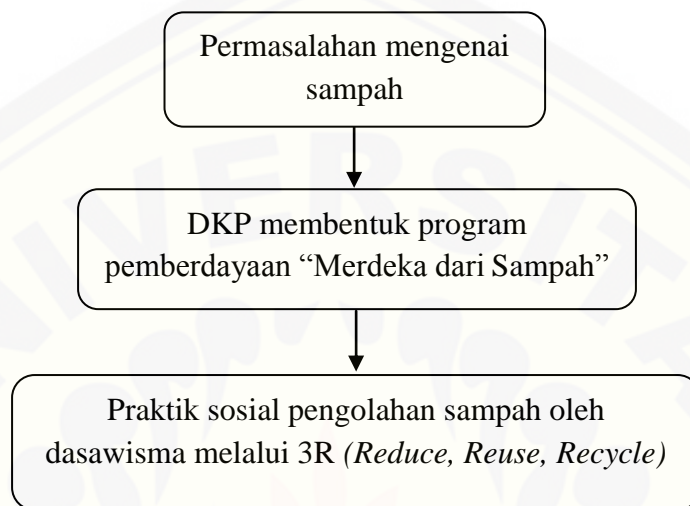 Permasalahan mengenai
sampah
DKP membentuk program
pemberdayaan “Merdeka dari Sampah”
Praktik sosial pengolahan sampah oleh
dasawisma melalui 3R (Reduce, Reuse, Recycle)
UNIVERSITA